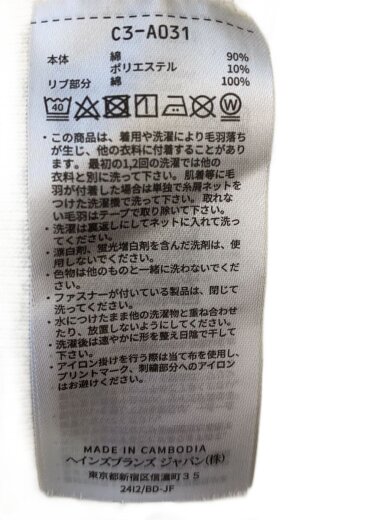 C3-A031
本体 綿 90%
ポリエステル 10%
リブ部分 綿 100%
40
・この商品は、着用や洗濯により毛羽落ち
が生じ、他の衣料に付着することがあり
ます。最初の1,2回の洗濯では他の
衣料と別に洗って下さい。肌着等に毛
羽が付着した場合は単独で糸屑ネットを
つけた洗濯機で洗って下さい。取れな
い毛羽はテープで取り除いて下さい。
・洗濯は裏返しにしてネットに入れて洗っ
てください。
・漂白剤、蛍光増白剤を含んだ洗剤は、使
用しないでください。
・色物は他のものと一緒に洗わないでくだ
さい。
・ファスナーが付いている製品は、閉じて
洗ってください。
・水につけたまま他の洗濯物と重ね合わせ
たり、放置しないようにしてください。
・洗濯後は速やかに形を整え日陰で干して
下さい。
・アイロン掛けを行う際は当て布を使用し、
プリントマーク、刺繍部分へのアイロン
はお避けください。
MADE IN CAMBODIA
ヘインズブランズ ジャパン(株)
東京都新宿区信濃町35
2412/BD-JF